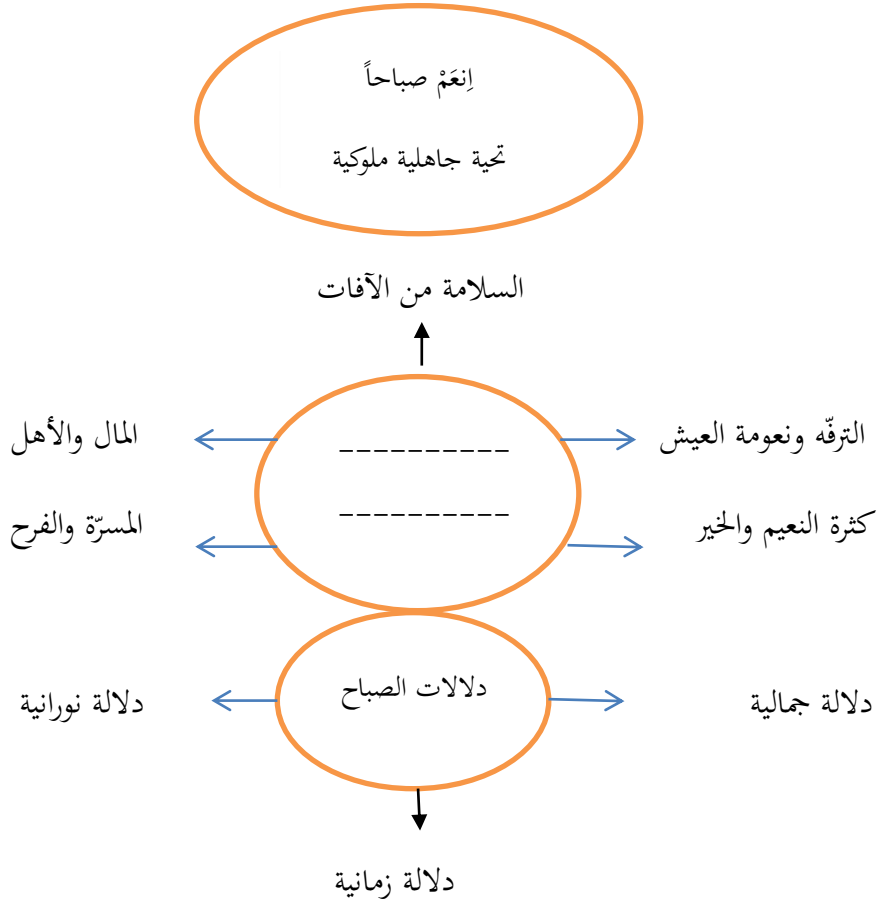 اِنعَمْ صباحاً
تحية جاهلية ملوكية
السلامة من الآفات
الترفّه ونعومة العيش
المال والأهل
----------
كثرة النعيم والخير
المسرّة والفرح
----------
دلالات الصباح
دلالة جمالية
دلالة نورانية
دلالة زمانية